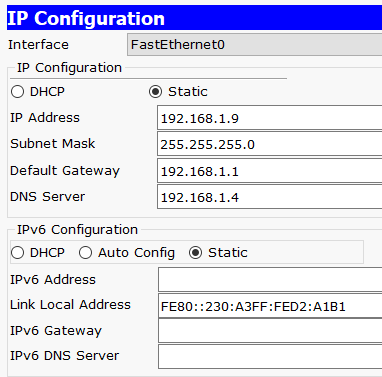 IP Configuration
Interface FastEthernet0
IP Configuration
DHCP Static
IP Address 192.168.1.9
Subnet Mask 255.255.255.0
Default Gateway 192.168.1.1
DNS Server 192.168.1.4
IPv6 Configuration
DHCP Auto Config Static
IPv6 Address
Link Local Address FE80::230:A3FF:FED2:A1B1
IPv6 Gateway
IPv6 DNS Server